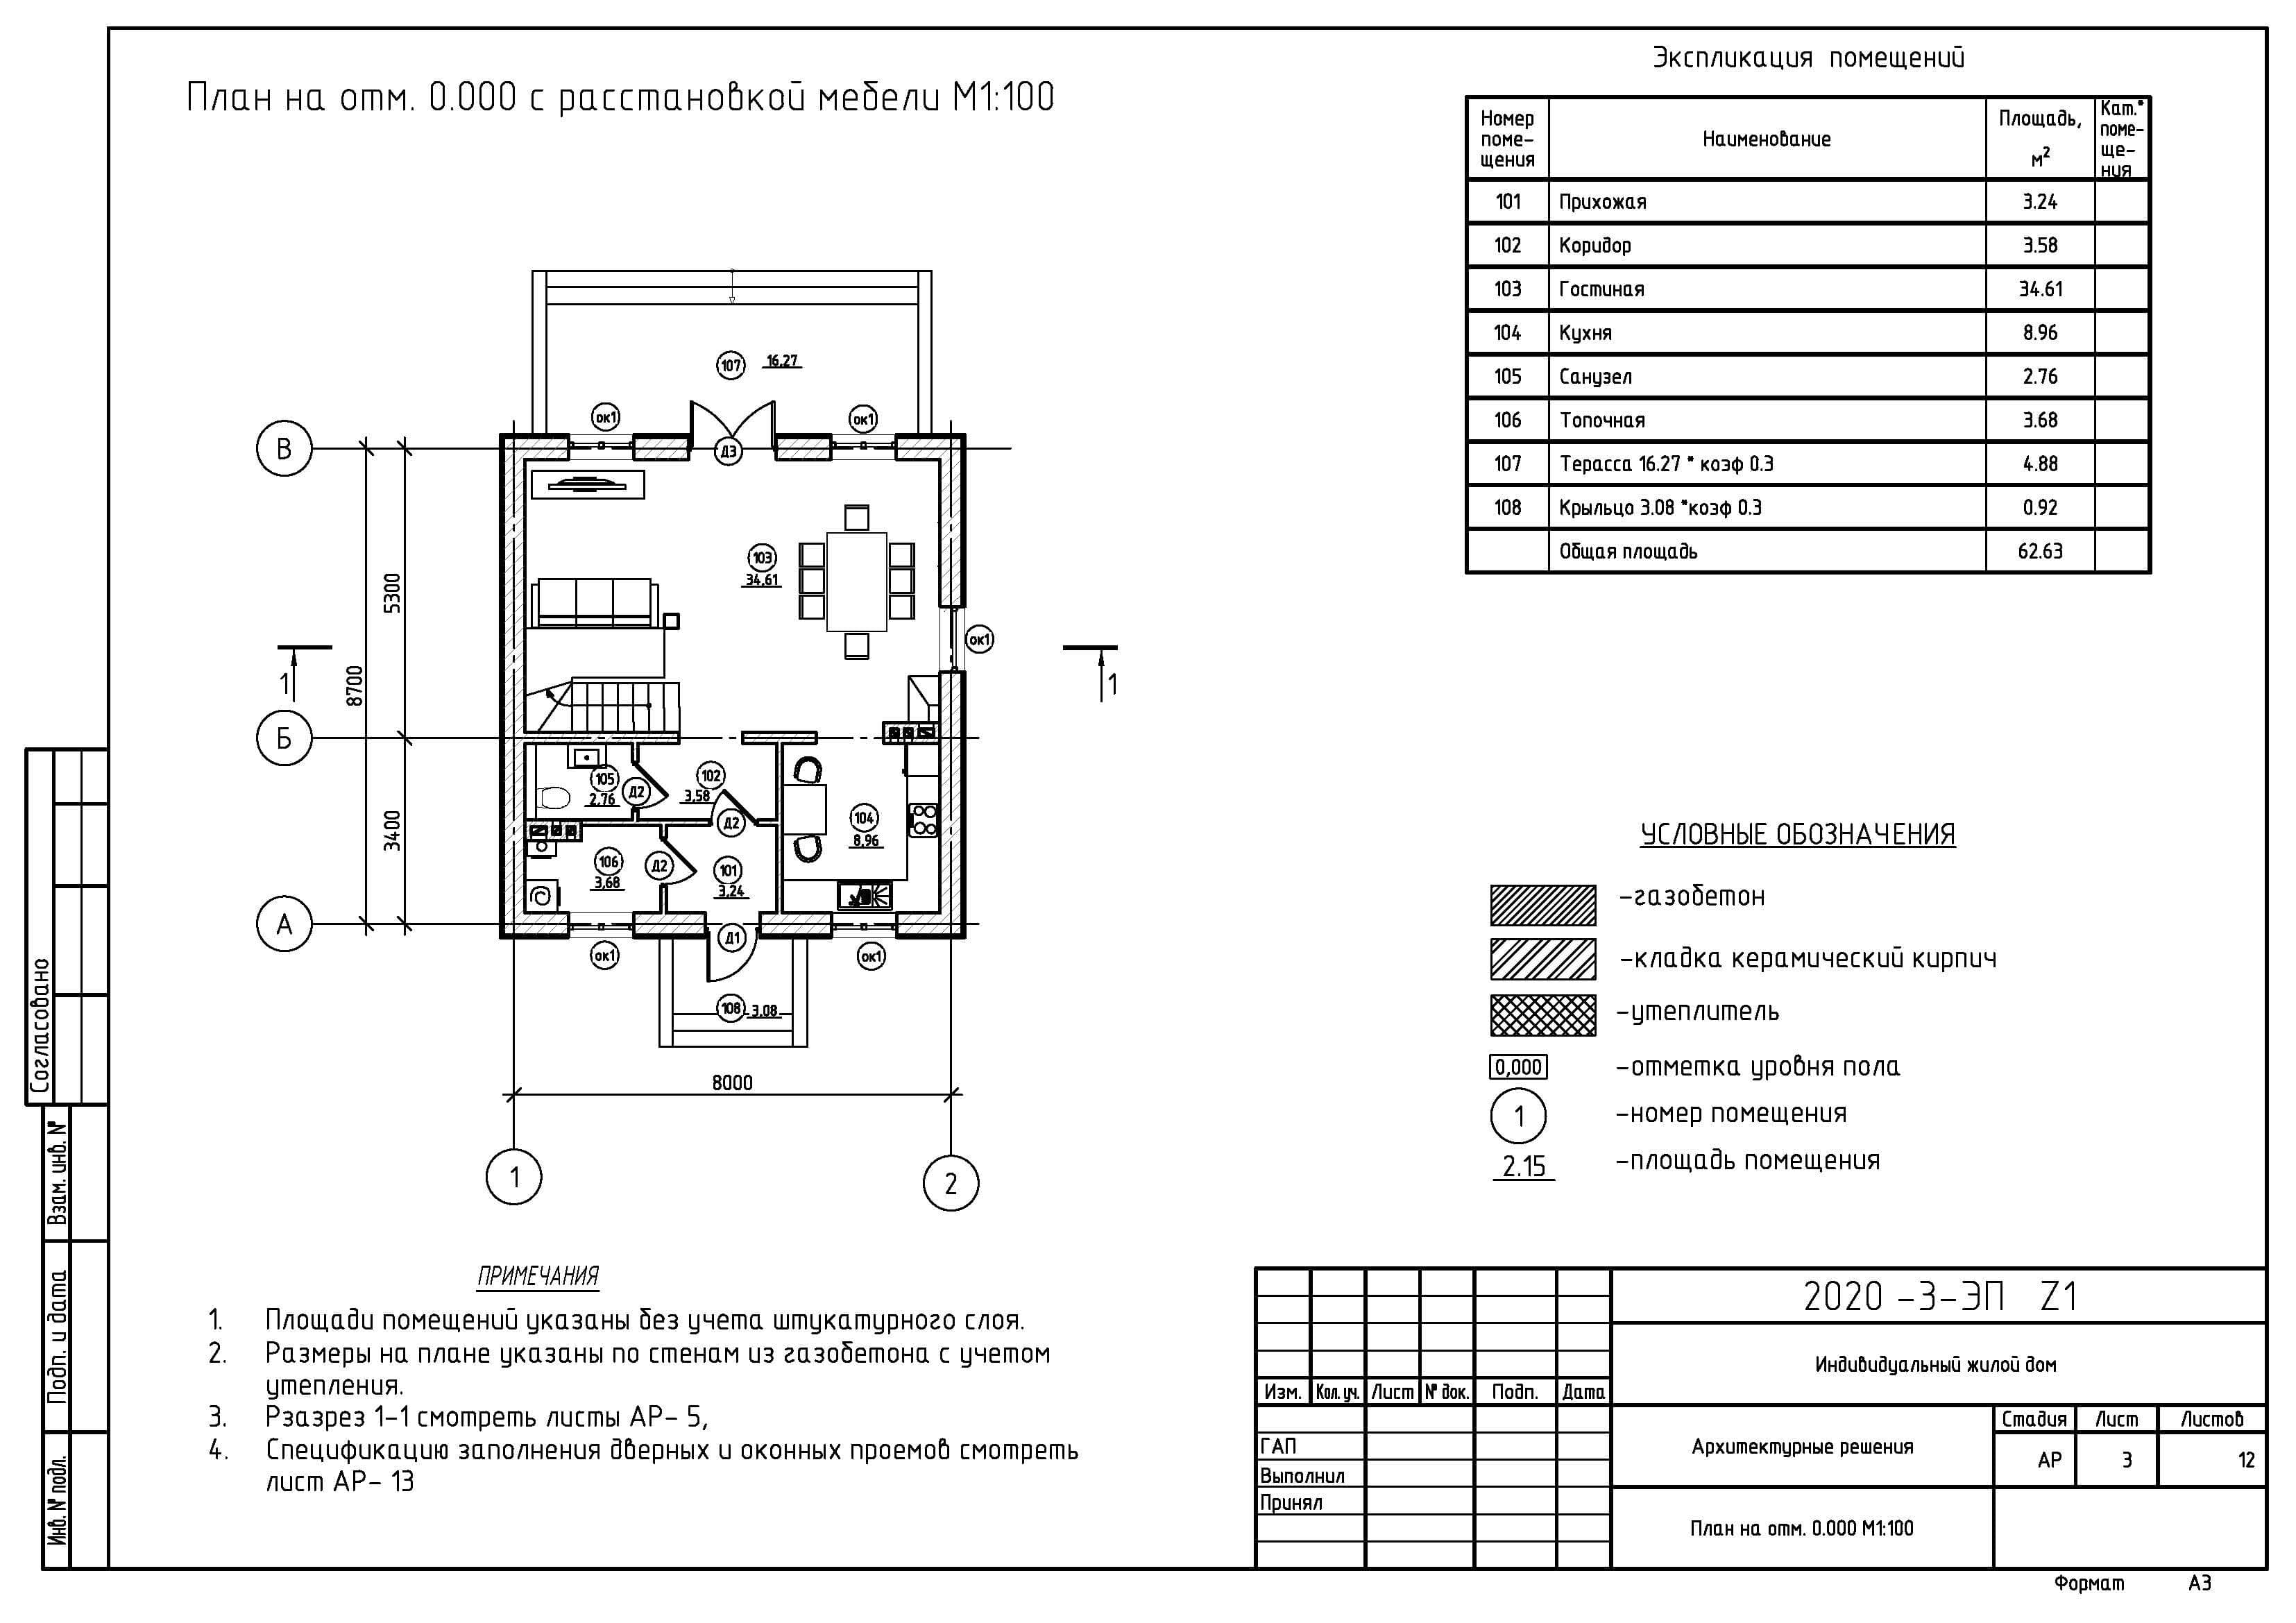 План на отм. 0.000 с расстановкой мебели М1:100
Экспликация помещений
Номер поме- щения
Наименование
Площадь, м2
Кат.* поме- ще- ния
101 Прихожая 3.24
102 Коридор 3.58
103 Гостиная 34.61
104 Кухня 8.96
105 Санузел 2.76
106 Топочная 3.68
107 Терасса 16.27 * коэф 0.3 4.88
108 Крыльцо 3.08 *коэф 0.3 0.92
Общая площадь 62.63
107 16.27
ок1
ок1
Д3
В
103
34.61
5300
8700
ок1
1
1
Б
105
2.76
Д2
102
3.58
Д2
104
8.96
3400
106
3.68
Д2
101
3.24
А
ок1
Д1
ок1
108 3.08
8000
1
2
УСЛОВНЫЕ ОБОЗНАЧЕНИЯ
-газобетон
-кладка керамический кирпич
-утеплитель
0,000 -отметка уровня пола
1 -номер помещения
2.15 -площадь помещения
ПРИМЕЧАНИЯ
1. Площади помещений указаны без учета штукатурного слоя.
2. Размеры на плане указаны по стенам из газобетона с учетом
утепления.
3. Рзазрез 1-1 смотреть листы АР- 5,
4. Спецификацию заполнения дверных и оконных проемов смотреть
лист АР- 13
Согласовано
Взам. инв. №
Подп. и дата
Инв. № подл.
2020 -3-ЭП Z1
Индивидуальный жилой дом
Изм. Кол. уч. Лист № док. Подп. Дата
ГАП
Выполнил
Принял
Архитектурные решения
Стадия Лист Листов
АР 3 12
План на отм. 0.000 М1:100
Формат А3